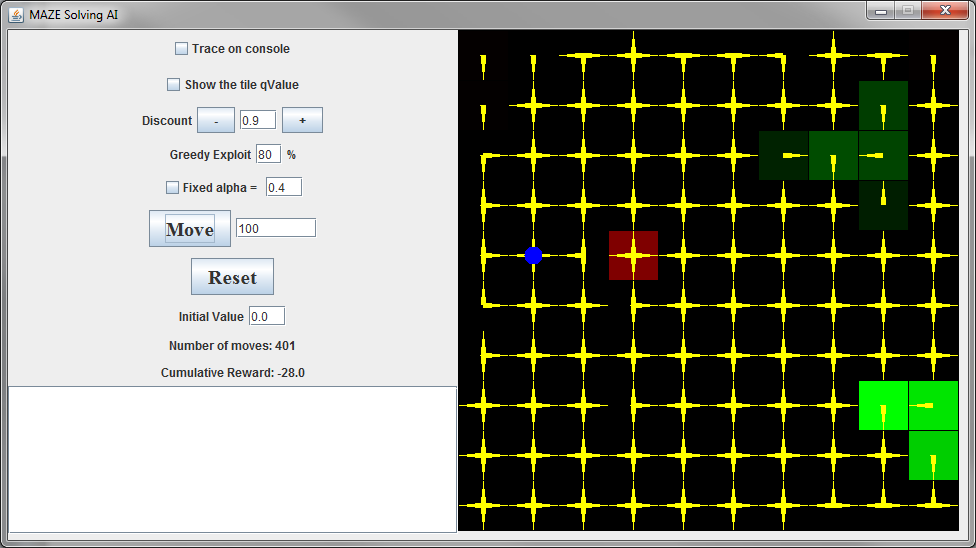 MAZE Solving AI
Trace on console
Show the tile qValue
Discount - 0.9 +
Greedy Exploit 80 %
Fixed alpha = 0.4
Move 100
Reset
Initial Value 0.0
Number of moves: 401
Cumulative Reward: -28.0